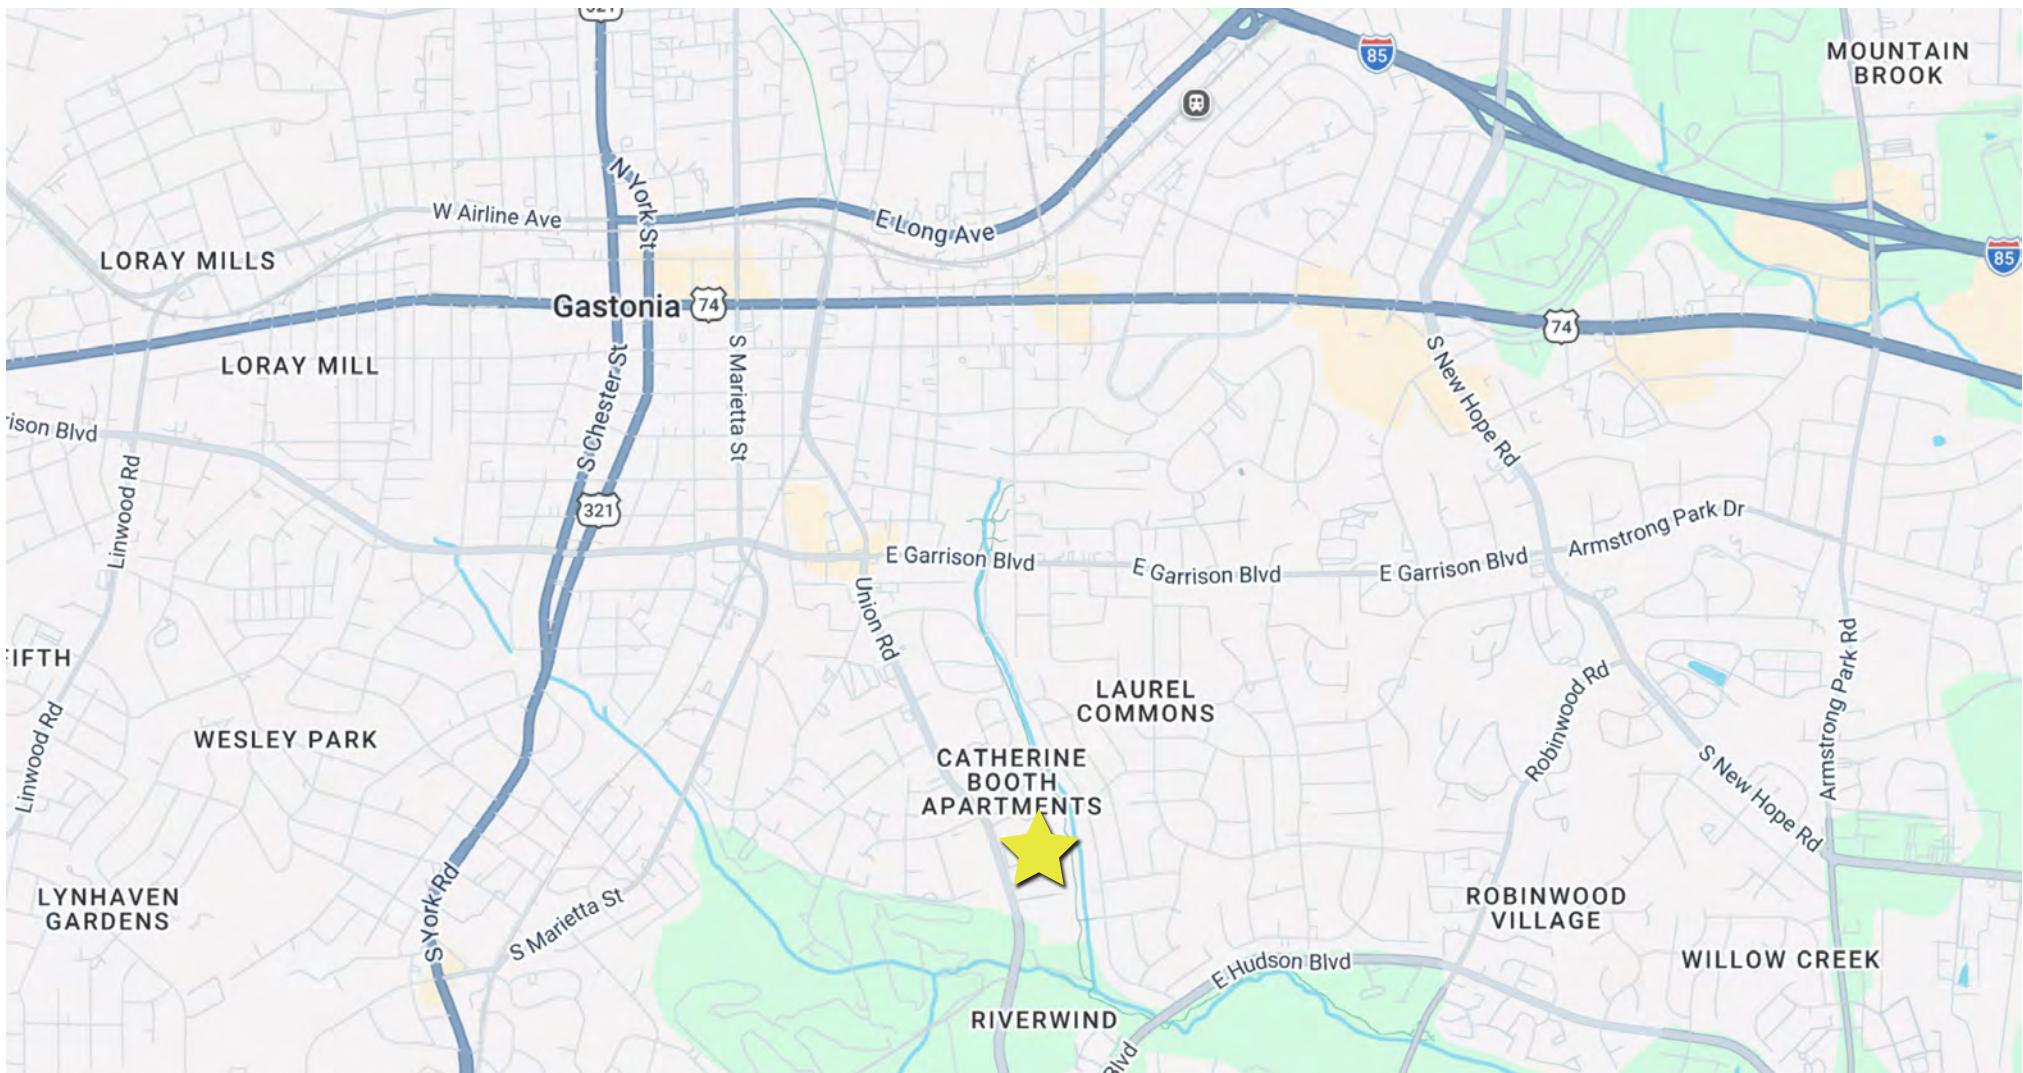 321
85
MOUNTAIN
BROOK
N York St
W Airline Ave
E Long Ave
LORAY MILLS
85
Gastonia
74
74
S Marietta St
LORAY MILL
S Chester St
S New Hope Rd
rison Blvd
Linwood Rd
321
Armstrong Park Dr
E Garrison Blvd
E Garrison Blvd
E Garrison Blvd
Union Rd
FIFTH
Armstrong Park Rd
LAUREL
COMMONS
Robinwood Rd
WESLEY PARK
Linwood Rd
CATHERINE
BOOTH
APARTMENTS
S New Hope Rd
S York Rd
LYNHAVEN
GARDENS
S Marietta St
ROBINWOOD
VILLAGE
E Hudson Blvd
WILLOW CREEK
RIVERWIND
Blvd